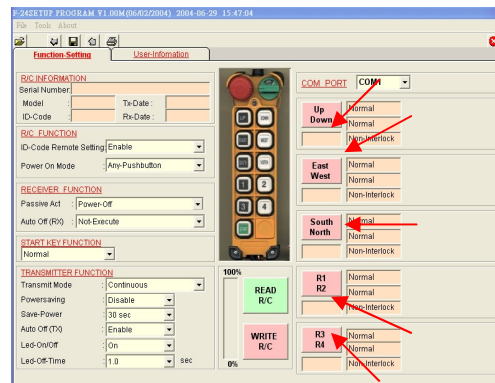 F-24SETUP PROGRAM V1.00M(06/02/2004) 2004-06-29 15:47:04
File Tools About
Function-Setting User-Infomation
R/C INFORMATION
Serial Number:
Model : Tx-Date :
ID-Code : Rx-Date :
R/C FUNCTION
ID-Code Remote Setting: Enable
Power On Mode : Any-Pushbutton
RECEIVER FUNCTION
Passive Act : Power-Off
Auto Off (RX) : Not-Execute
START KEY FUNCTION
Normal
TRANSMITTER FUNCTION
Transmit Mode : Continuous
Powersaving : Disable
Save-Power : 30 sec
Auto Off (TX) : Enable
Led-On/Off : On
Led-Off-Time : 1.0 sec
UP
1 2
3 4
100%
READ
R/C
WRITE
R/C
0%
COM PORT COM1
Up
Down
Normal
Normal
Non-Interlock
East
West
Normal
Normal
Non-Interlock
South
North
Normal
Normal
Non-Interlock
R1
R2
Normal
Normal
Non-Interlock
R3
R4
Normal
Normal
Non-Interlock